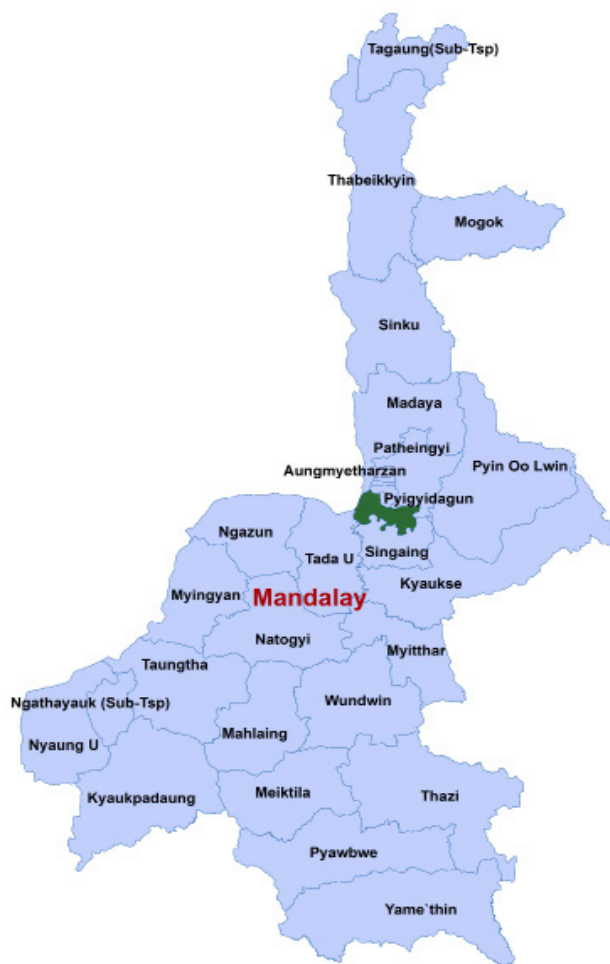 Tagaung(Sub-Tsp)
Thabeikkyin
Mogok
Sinku
Madaya
Patheingyi
Pyin Oo Lwin
Aungmyetharzan
Pyigyidagun
Ngazun
Tada U
Singaing
Kyaukse
Myingyan
Mandalay
Natogyi
Myitthar
Taungtha
Ngathayauk (Sub-Tsp)
Wundwin
Nyaung U
Mahlaing
Kyaukpadaung
Meiktila
Thazi
Pyawbwe
Yame`thin